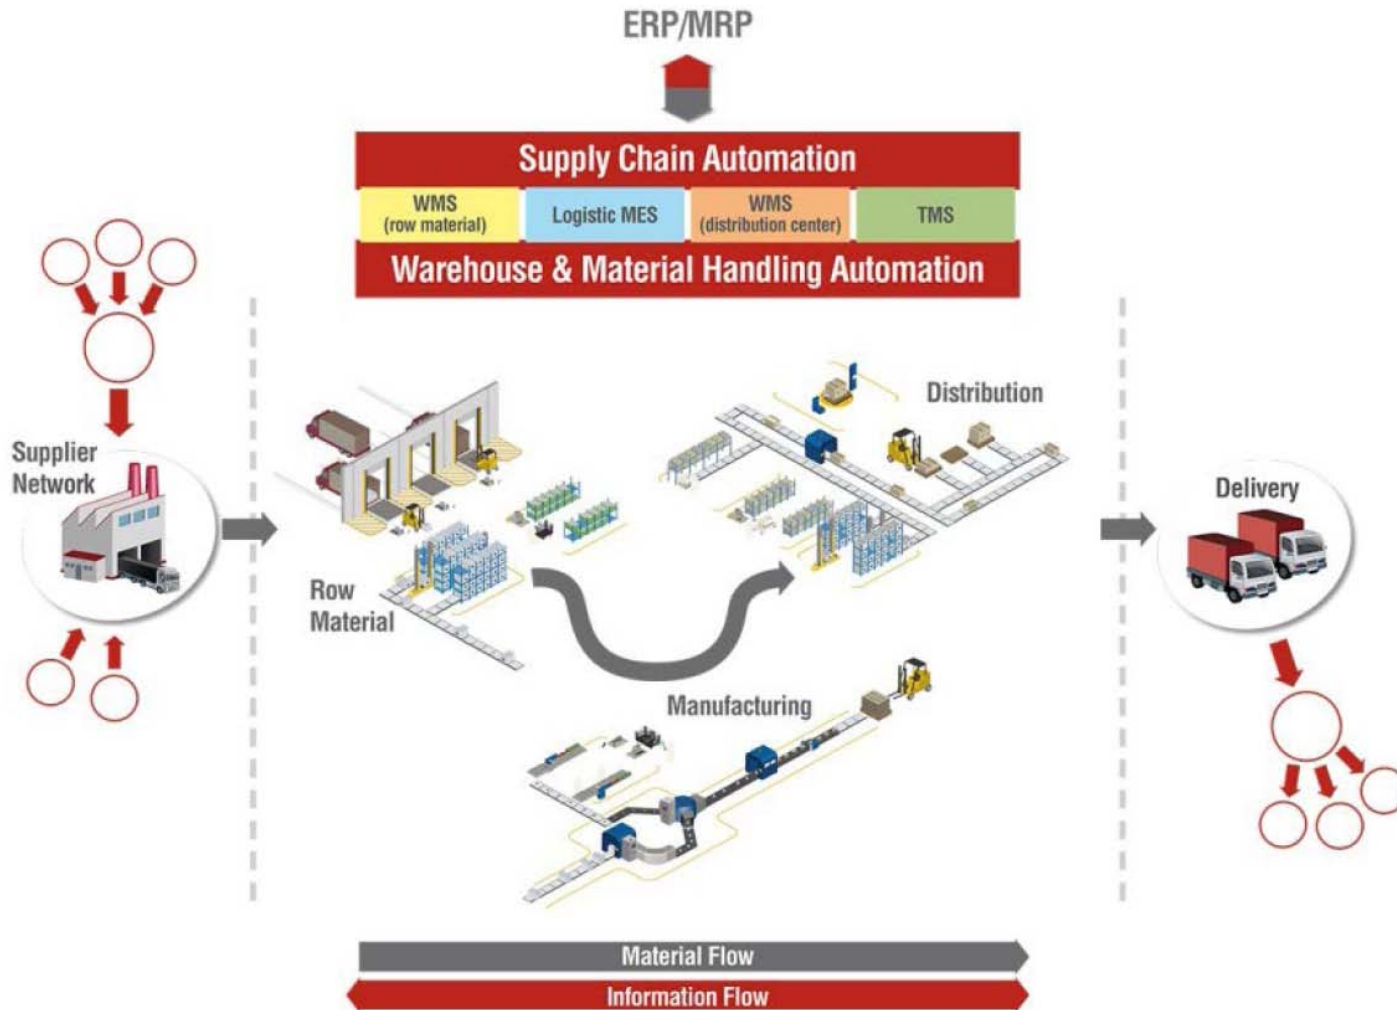 ERP/MRP
Supply Chain Automation
WMS
(row material)
Logistic MES
WMS
(distribution center)
TMS
Warehouse & Material Handling Automation
Supplier
Network
Distribution
Delivery
Row
Material
Manufacturing
Material Flow
Information Flow